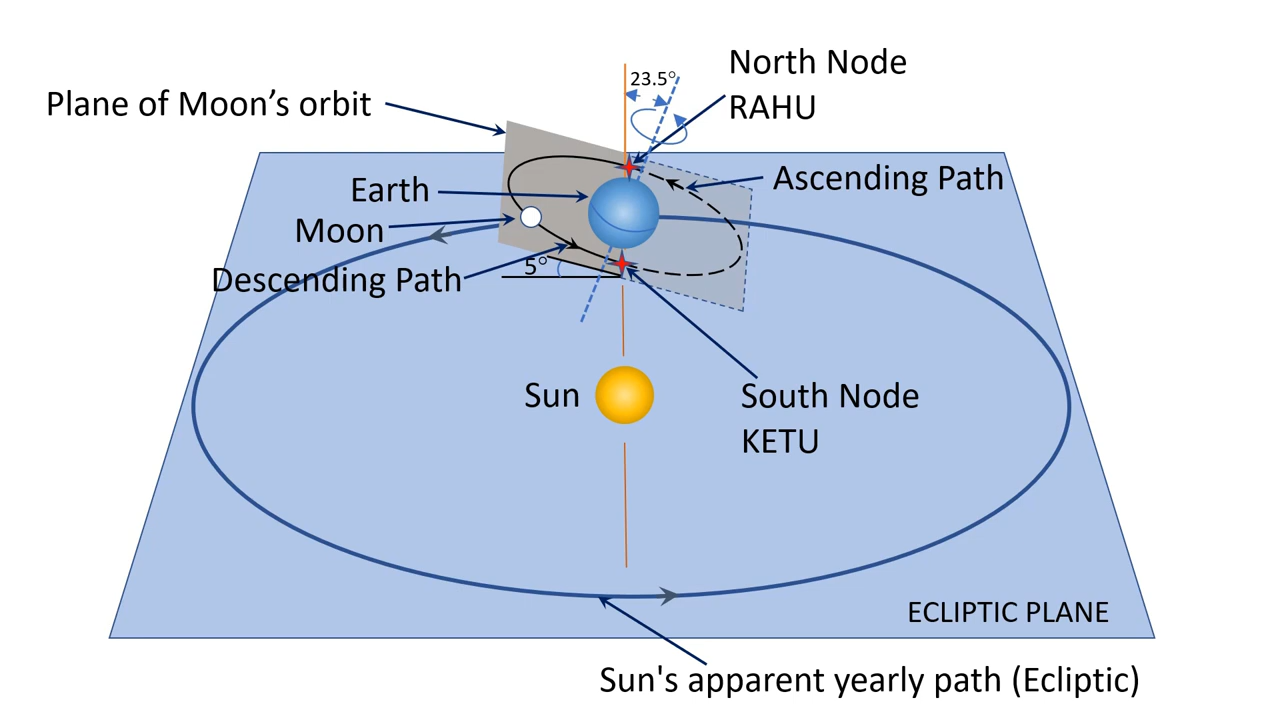 North Node
RAHU
23.5°
Plane of Moon’s orbit
Ascending Path
Earth
Moon
Descending Path
5°
Sun
South Node
KETU
ECLIPTIC PLANE
Sun's apparent yearly path (Ecliptic)